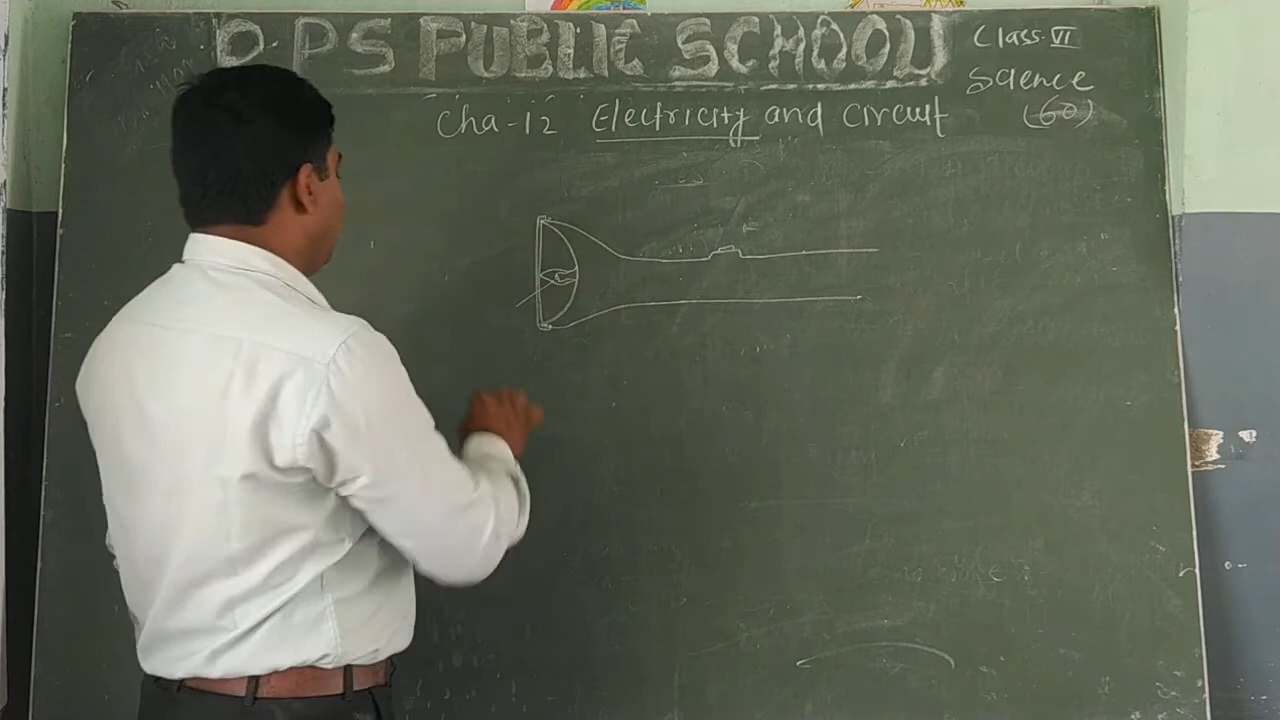 D PS PUBLIC SCHOOL
Class-VI
Science
Cha-12 Electricity and circuit
(60)